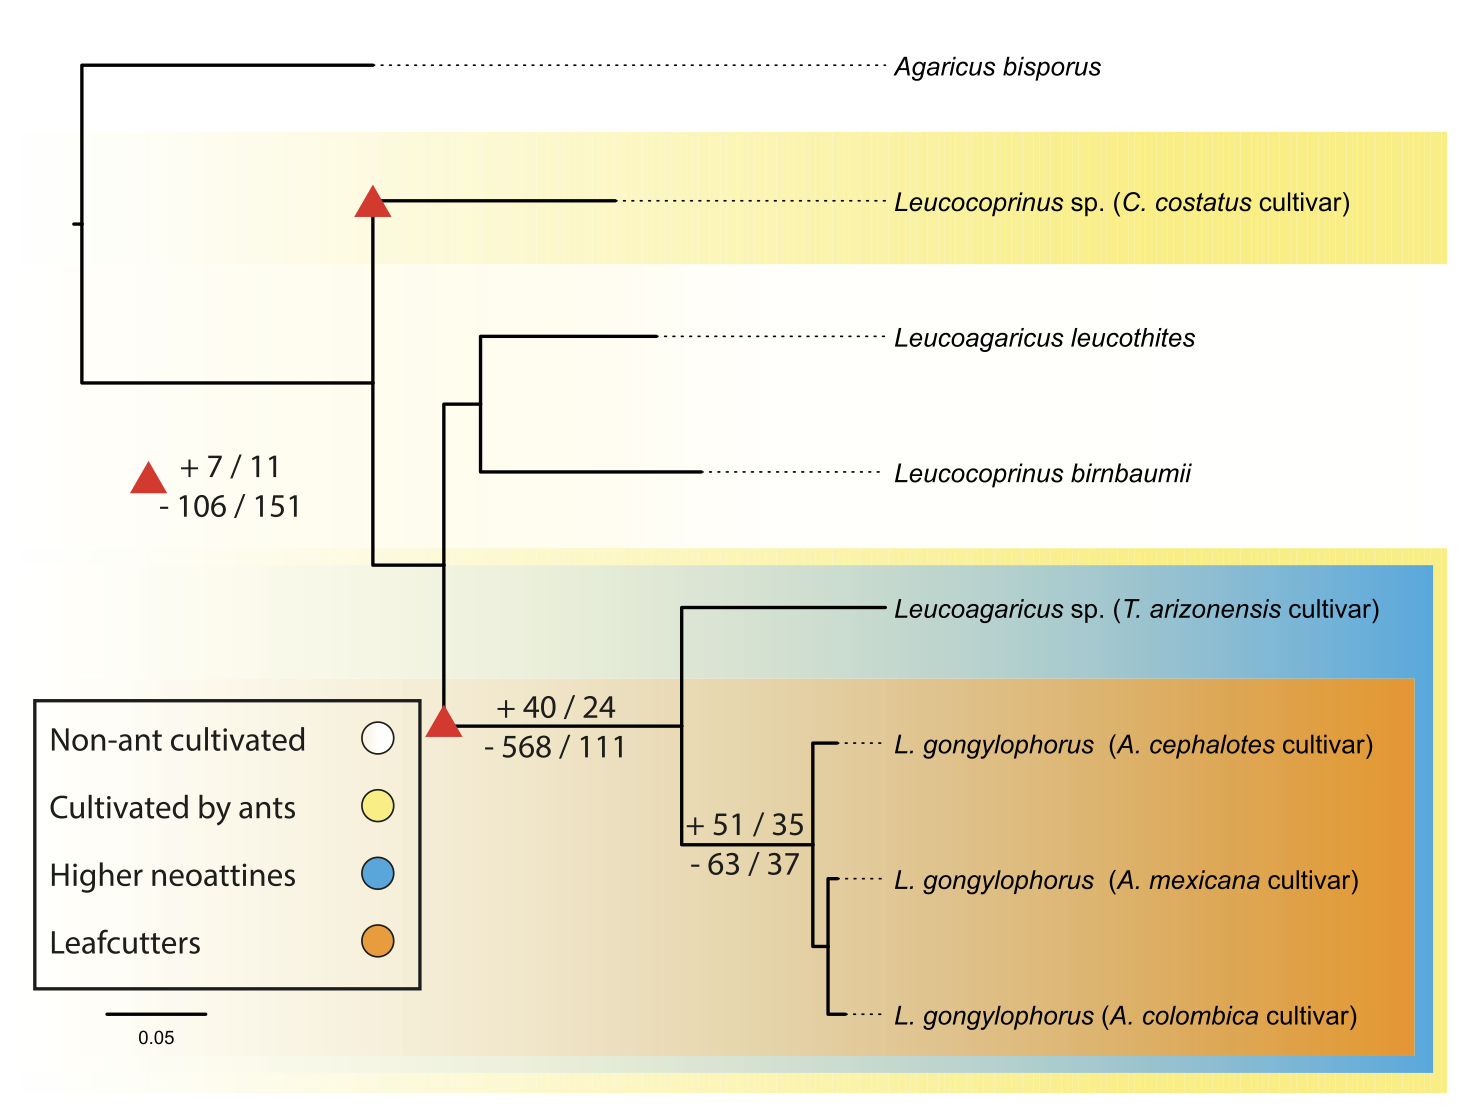 Agaricus bisporus
Leucocoprinus sp. (C. costatus cultivar)
Leucoagaricus leucothites
+ 7 / 11
- 106 / 151
Leucocoprinus birnbaumii
Leucoagaricus sp. (T. arizonensis cultivar)
+ 40 / 24
- 568 / 111
L. gongylophorus (A. cephalotes cultivar)
+ 51 / 35
- 63 / 37
L. gongylophorus (A. mexicana cultivar)
L. gongylophorus (A. colombica cultivar)
Non-ant cultivated
Cultivated by ants
Higher neoattines
Leafcutters
0.05